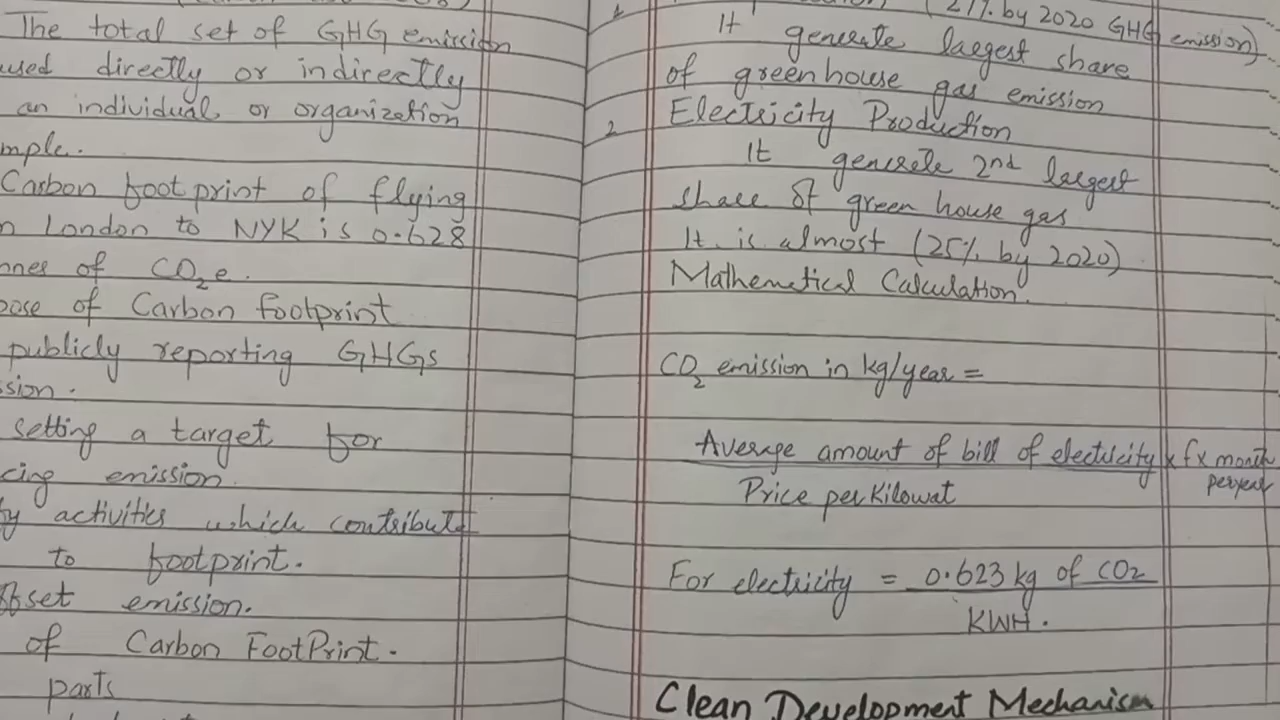 The total set of GHG emission
used directly or indirectly
an individual or organization
mple.
Carbon footprint of flying
n London to NYK is 0.628
nnes of CO2e.
pose of Carbon footprint
publicly reporting GHGs
ssion.
setting a target for
cing emission.
fy activities which contribute
to footprint.
ffset emission.
of Carbon FootPrint.
parts
(27% by 2020 GHG emission)
1 It generate largest share
of greenhouse gas emission
2 Electricity Production
It generate 2nd largest
share of green house gas
It is almost (25% by 2020)
Mathemetical Calculation.
CO2 emission in kg/year =
Average amount of bill of electricity x f x month
Price per Kilowat
per year
For electricity = 0.623 kg of CO2
KWH.
Clean Development Mechanism